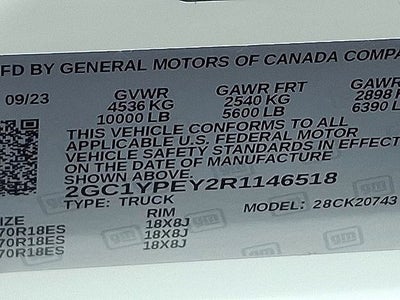 FD BY GENERAL MOTORS OF CANADA COMPA
09/23 GVWR GAWR FRT GAWR
4536 KG 2540 KG 2898 K
10000 LB 5600 LB 6390 L
THIS VEHICLE CONFORMS TO ALL
APPLICABLE U.S. FEDERAL MOTOR
VEHICLE SAFETY STANDARDS IN EFFECT
ON THE DATE OF MANUFACTURE
SHOWN ABOVE.
2GC1YPEY2R1146518
TYPE: TRUCK MODEL: 28CK20743
SIZE RIM
70R18ES 18X8J
70R18ES 18X8J
70R18ES 18X8J
gm